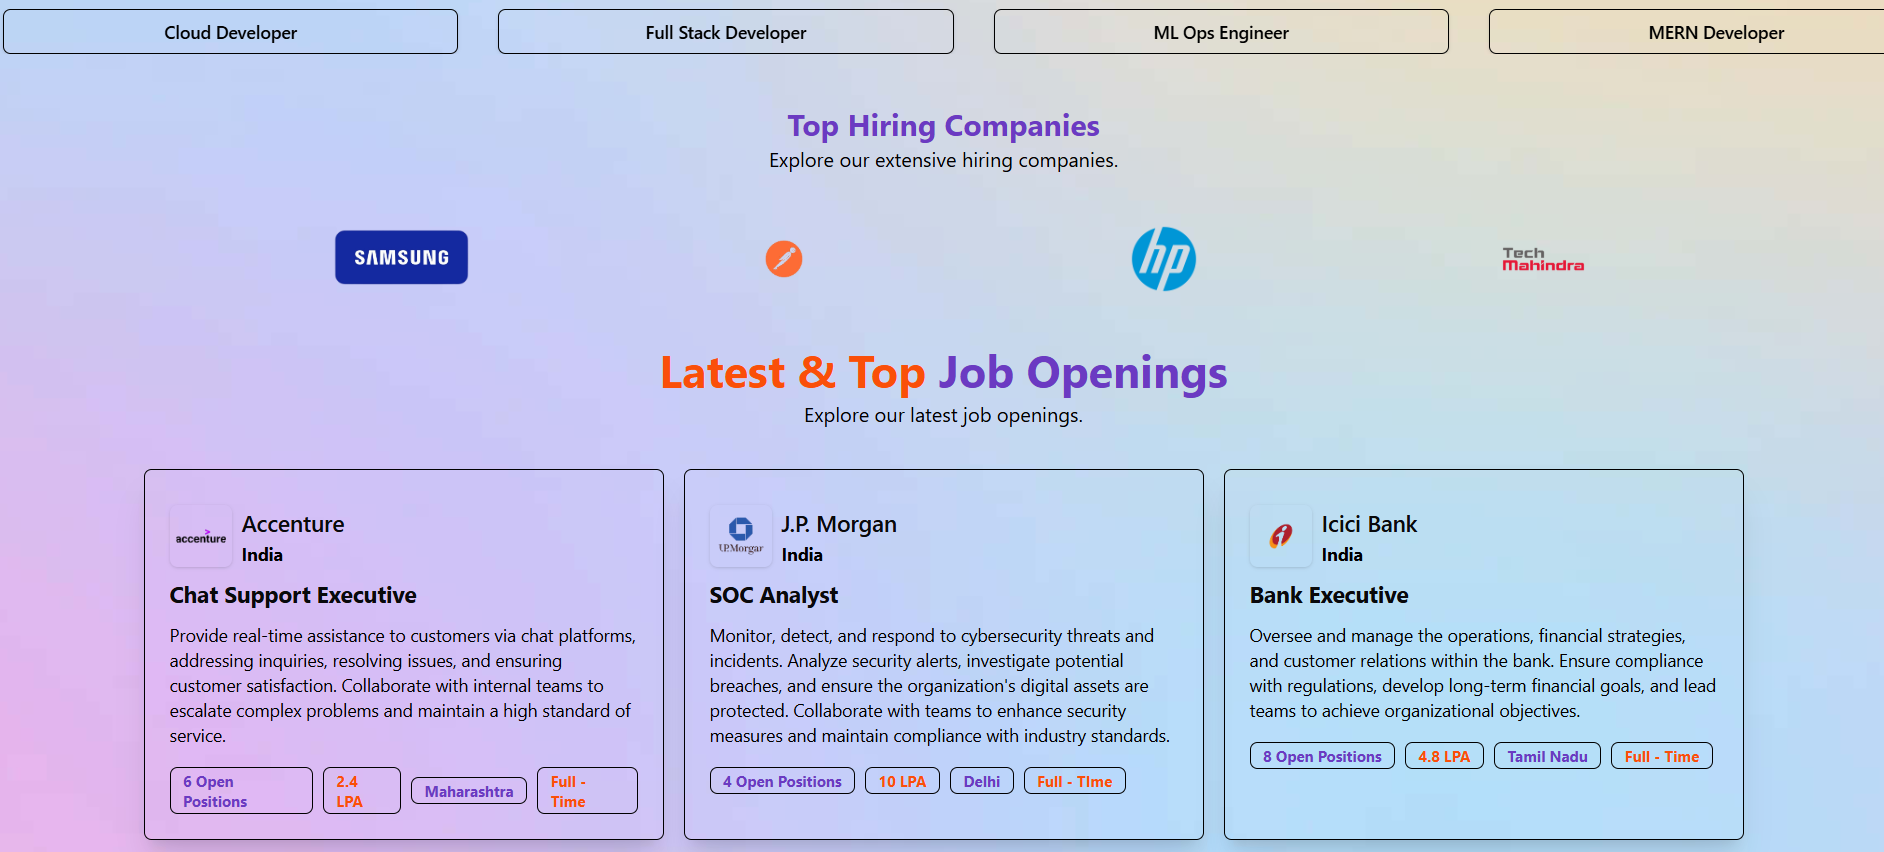 Cloud Developer
Full Stack Developer
ML Ops Engineer
MERN Developer
Top Hiring Companies
Explore our extensive hiring companies.
SAMSUNG
hp
Tech
Mahindra
Latest & Top Job Openings
Explore our latest job openings.
accenture
Accenture
India
Chat Support Executive
Provide real-time assistance to customers via chat platforms,
addressing inquiries, resolving issues, and ensuring
customer satisfaction. Collaborate with internal teams to
escalate complex problems and maintain a high standard of
service.
6 Open
Positions
2.4
LPA
Maharashtra
Full -
Time
J.P.Morgan
J.P. Morgan
India
SOC Analyst
Monitor, detect, and respond to cybersecurity threats and
incidents. Analyze security alerts, investigate potential
breaches, and ensure the organization's digital assets are
protected. Collaborate with teams to enhance security
measures and maintain compliance with industry standards.
4 Open Positions
10 LPA
Delhi
Full - TIme
Icici Bank
India
Bank Executive
Oversee and manage the operations, financial strategies,
and customer relations within the bank. Ensure compliance
with regulations, develop long-term financial goals, and lead
teams to achieve organizational objectives.
8 Open Positions
4.8 LPA
Tamil Nadu
Full - Time